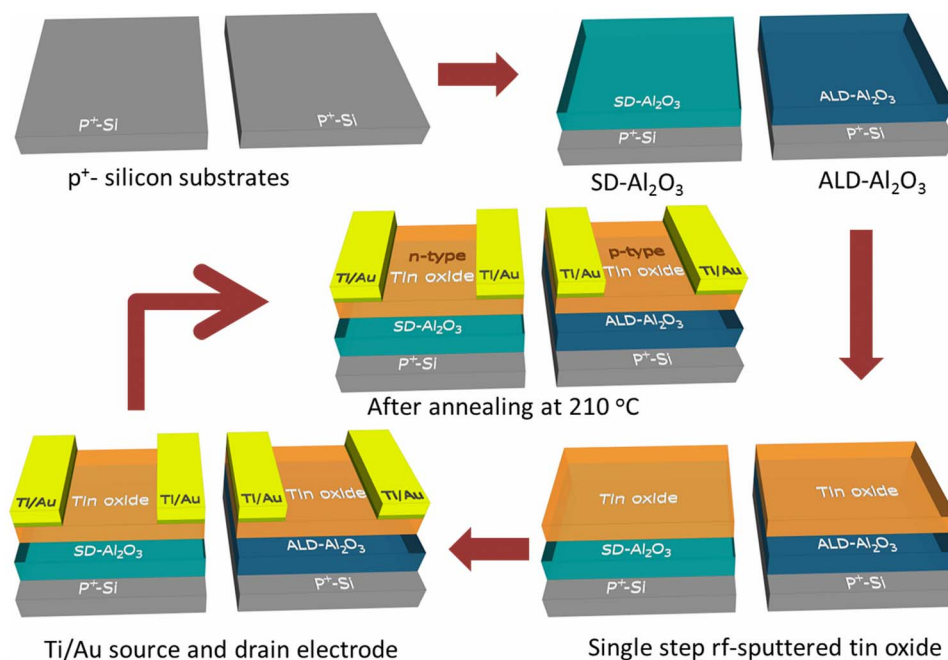 P⁺-Si
P⁺-Si
p⁺- silicon substrates
SD-Al₂O₃
P⁺-Si
SD-Al₂O₃
ALD-Al₂O₃
P⁺-Si
ALD-Al₂O₃
Ti/Au
n-type
Tin oxide
Ti/Au
SD-Al₂O₃
P⁺-Si
Ti/Au
p-type
Tin oxide
Ti/Au
ALD-Al₂O₃
P⁺-Si
After annealing at 210 °C
Ti/Au
Tin oxide
Ti/Au
SD-Al₂O₃
P⁺-Si
Ti/Au
Tin oxide
Ti/Au
ALD-Al₂O₃
P⁺-Si
Ti/Au source and drain electrode
Tin oxide
SD-Al₂O₃
P⁺-Si
Tin oxide
ALD-Al₂O₃
P⁺-Si
Single step rf-sputtered tin oxide